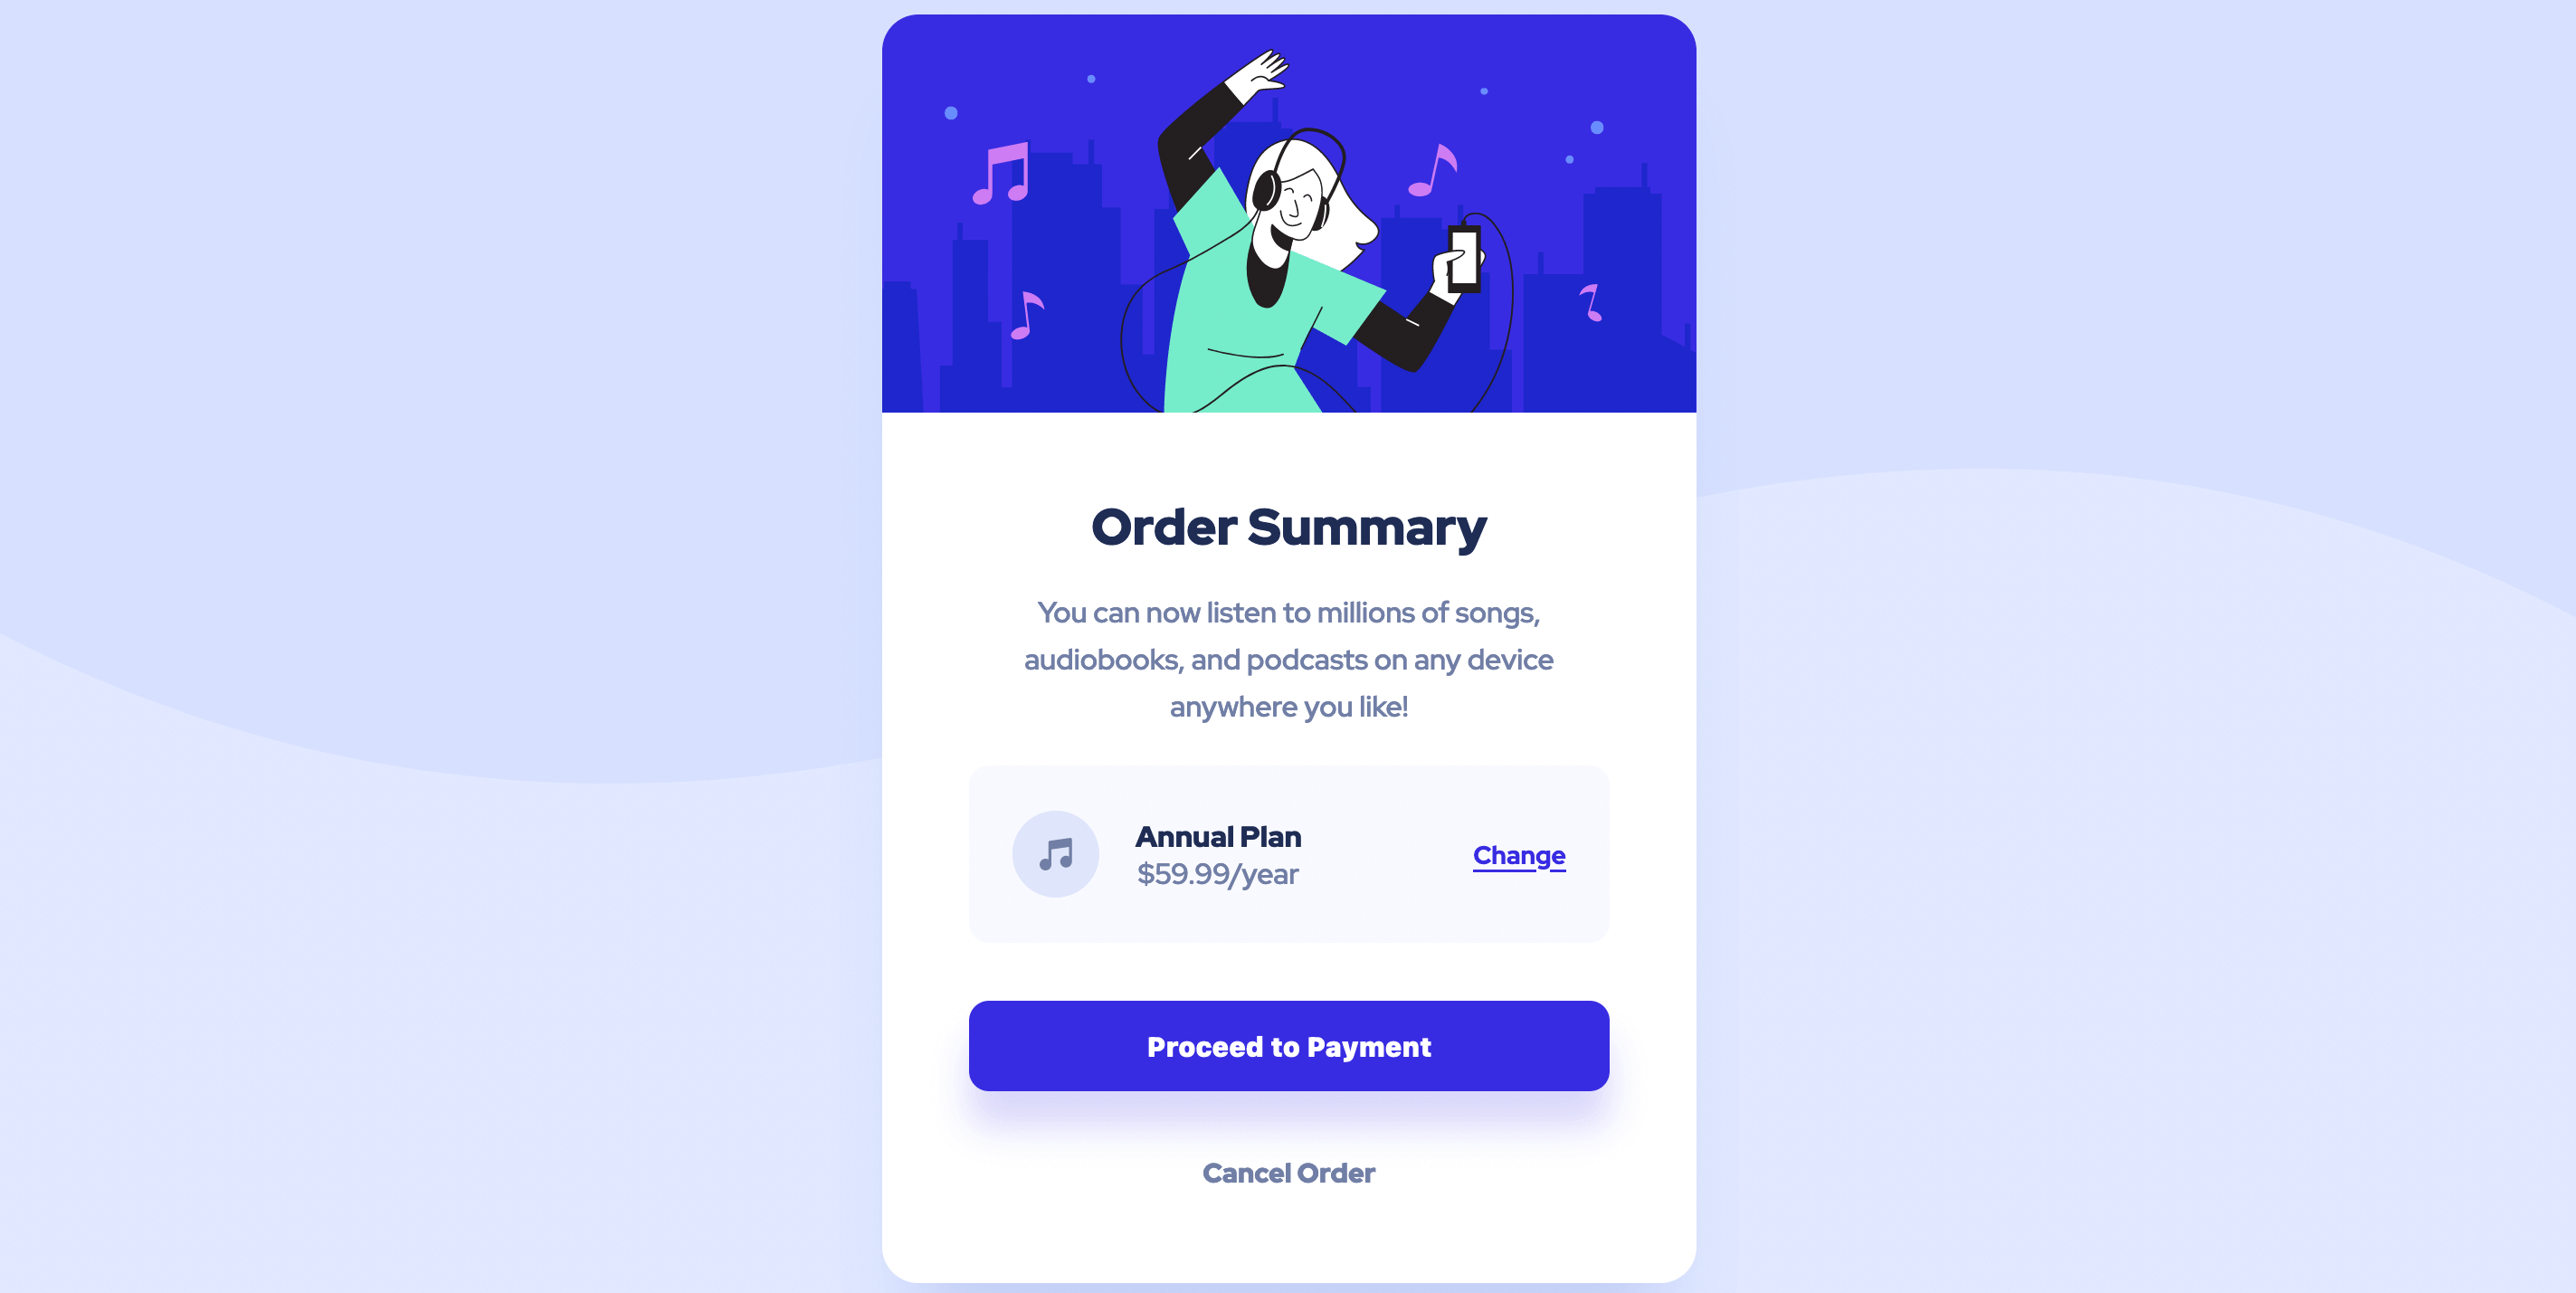 Order Summary
You can now listen to millions of songs,
audiobooks, and podcasts on any device
anywhere you like!
Annual Plan
$59.99/year
Change
Proceed to Payment
Cancel Order